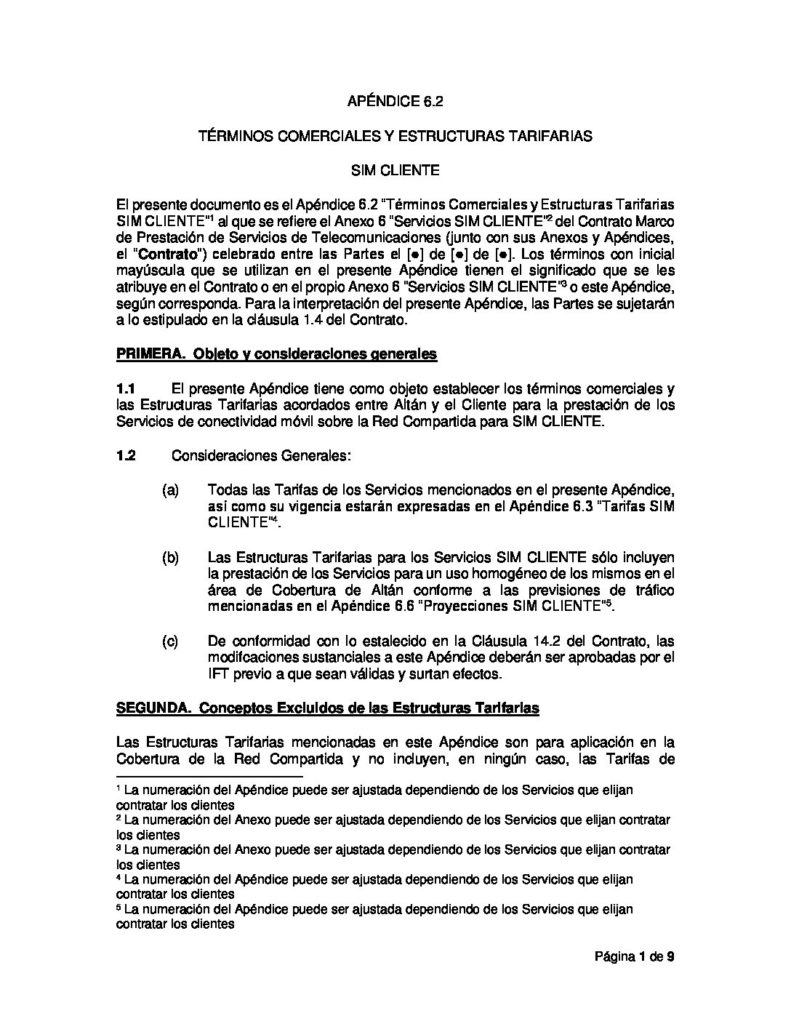 APÉNDICE 6.2
TÉRMINOS COMERCIALES Y ESTRUCTURAS TARIFARIAS
SIM CLIENTE
El presente documento es el Apéndice 6.2 "Términos Comerciales y Estructuras Tarifarias
SIM CLIENTE"¹ al que se refiere el Anexo 6 "Servicios SIM CLIENTE"² del Contrato Marco
de Prestación de Servicios de Telecomunicaciones (junto con sus Anexos y Apéndices,
el "Contrato") celebrado entre las Partes el [●] de [●] de [●]. Los términos con inicial
mayúscula que se utilizan en el presente Apéndice tienen el significado que se les
atribuye en el Contrato o en el propio Anexo 6 "Servicios SIM CLIENTE"³ o este Apéndice,
según corresponda. Para la interpretación del presente Apéndice, las Partes se sujetarán
a lo estipulado en la cláusula 1.4 del Contrato.
PRIMERA. Objeto y consideraciones generales
1.1 El presente Apéndice tiene como objeto establecer los términos comerciales y
las Estructuras Tarifarias acordados entre Altán y el Cliente para la prestación de los
Servicios de conectividad móvil sobre la Red Compartida para SIM CLIENTE.
1.2 Consideraciones Generales:
(a) Todas las Tarifas de los Servicios mencionados en el presente Apéndice,
así como su vigencia estarán expresadas en el Apéndice 6.3 "Tarifas SIM
CLIENTE"⁴.
(b) Las Estructuras Tarifarias para los Servicios SIM CLIENTE sólo incluyen
la prestación de los Servicios para un uso homogéneo de los mismos en el
área de Cobertura de Altán conforme a las previsiones de tráfico
mencionadas en el Apéndice 6.6 "Proyecciones SIM CLIENTE"⁵.
(c) De conformidad con lo estalecido en la Cláusula 14.2 del Contrato, las
modifcaciones sustanciales a este Apéndice deberán ser aprobadas por el
IFT previo a que sean válidas y surtan efectos.
SEGUNDA. Conceptos Excluidos de las Estructuras Tarifarias
Las Estructuras Tarifarias mencionadas en este Apéndice son para aplicación en la
Cobertura de la Red Compartida y no incluyen, en ningún caso, las Tarifas de
¹ La numeración del Apéndice puede ser ajustada dependiendo de los Servicios que elijan
contratar los clientes
² La numeración del Anexo puede ser ajustada dependiendo de los Servicios que elijan contratar
los clientes
³ La numeración del Anexo puede ser ajustada dependiendo de los Servicios que elijan contratar
los clientes
⁴ La numeración del Apéndice puede ser ajustada dependiendo de los Servicios que elijan
contratar los clientes
⁵ La numeración del Apéndice puede ser ajustada dependiendo de los Servicios que elijan
contratar los clientes
Página 1 de 9